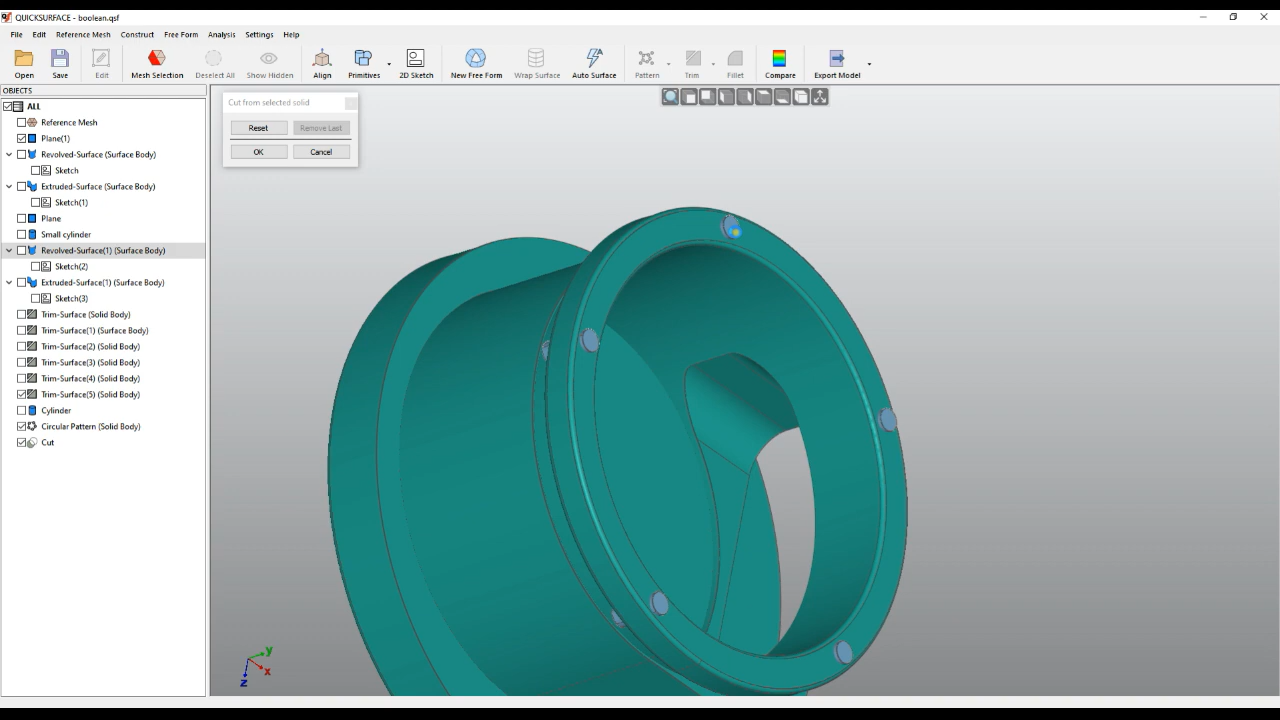 QUICKSURFACE - boolean.qsf
File Edit Reference Mesh Construct Free Form Analysis Settings Help
Open Save Edit Mesh Selection Deselect All Show Hidden Align Primitives 2D Sketch New Free Form Wrap Surface Auto Surface Pattern Trim Fillet Compare Export Model
OBJECTS
ALL
Reference Mesh
Plane(1)
Revolved-Surface (Surface Body)
Sketch
Extruded-Surface (Surface Body)
Sketch(1)
Plane
Small cylinder
Revolved-Surface(1) (Surface Body)
Sketch(2)
Extruded-Surface(1) (Surface Body)
Sketch(3)
Trim-Surface (Solid Body)
Trim-Surface(1) (Surface Body)
Trim-Surface(2) (Solid Body)
Trim-Surface(3) (Solid Body)
Trim-Surface(4) (Solid Body)
Trim-Surface(5) (Solid Body)
Cylinder
Circular Pattern (Solid Body)
Cut
Cut from selected solid
Reset Remove Last
OK Cancel
y
x
z